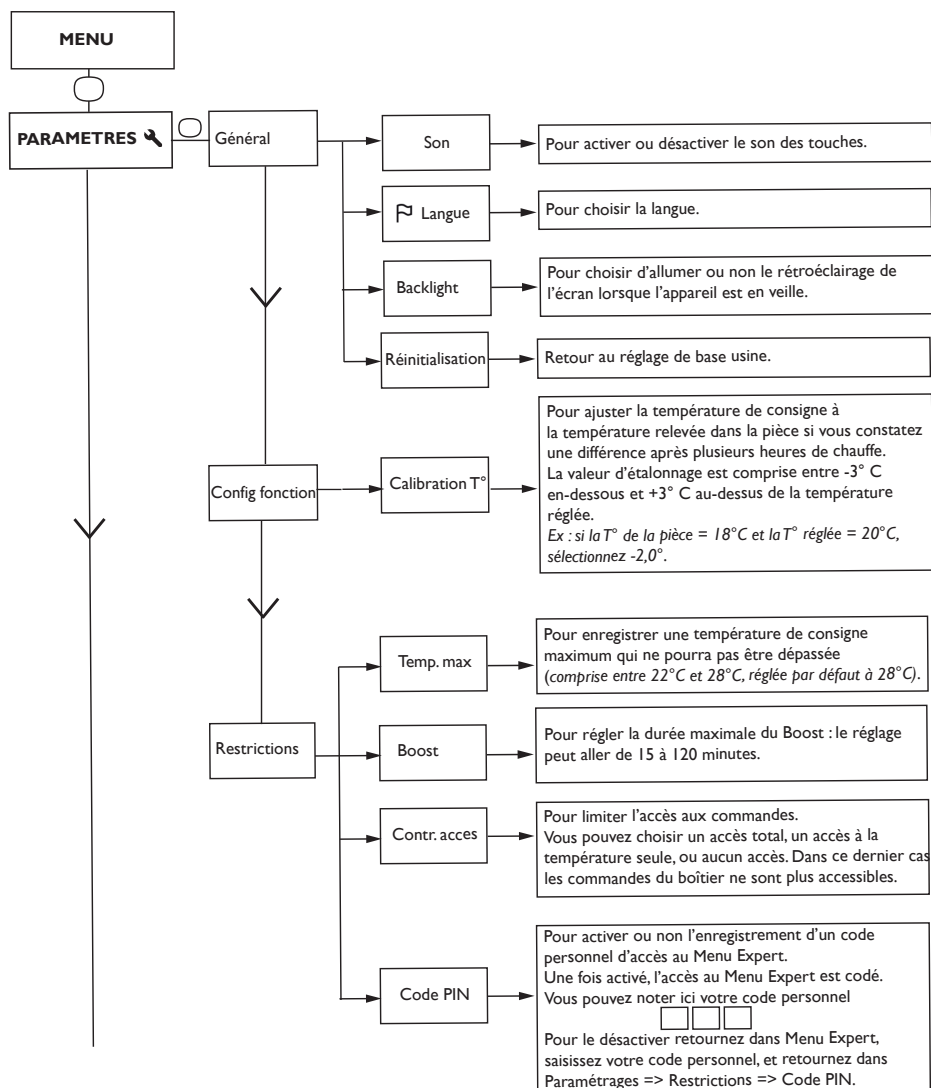 MENU
PARAMETRES
Général
Son
Pour activer ou désactiver le son des touches.
Langue
Pour choisir la langue.
Backlight
Pour choisir d'allumer ou non le rétroéclairage de
l'écran lorsque l'appareil est en veille.
Réinitialisation
Retour au réglage de base usine.
Config fonction
Calibration T°
Pour ajuster la température de consigne à
la température relevée dans la pièce si vous constatez
une différence après plusieurs heures de chauffe.
La valeur d'étalonnage est comprise entre -3° C
en-dessous et +3° C au-dessus de la température
réglée.
Ex : si la T° de la pièce = 18°C et la T° réglée = 20°C,
sélectionnez -2,0°.
Restrictions
Temp. max
Pour enregistrer une température de consigne
maximum qui ne pourra pas être dépassée
(comprise entre 22°C et 28°C, réglée par défaut à 28°C).
Boost
Pour régler la durée maximale du Boost : le réglage
peut aller de 15 à 120 minutes.
Contr. acces
Pour limiter l'accès aux commandes.
Vous pouvez choisir un accès total, un accès à la
température seule, ou aucun accès. Dans ce dernier cas
les commandes du boîtier ne sont plus accessibles.
Code PIN
Pour activer ou non l'enregistrement d'un code
personnel d'accès au Menu Expert.
Une fois activé, l'accès au Menu Expert est codé.
Vous pouvez noter ici votre code personnel
Pour le désactiver retournez dans Menu Expert,
saisissez votre code personnel, et retournez dans
Paramétrages => Restrictions => Code PIN.